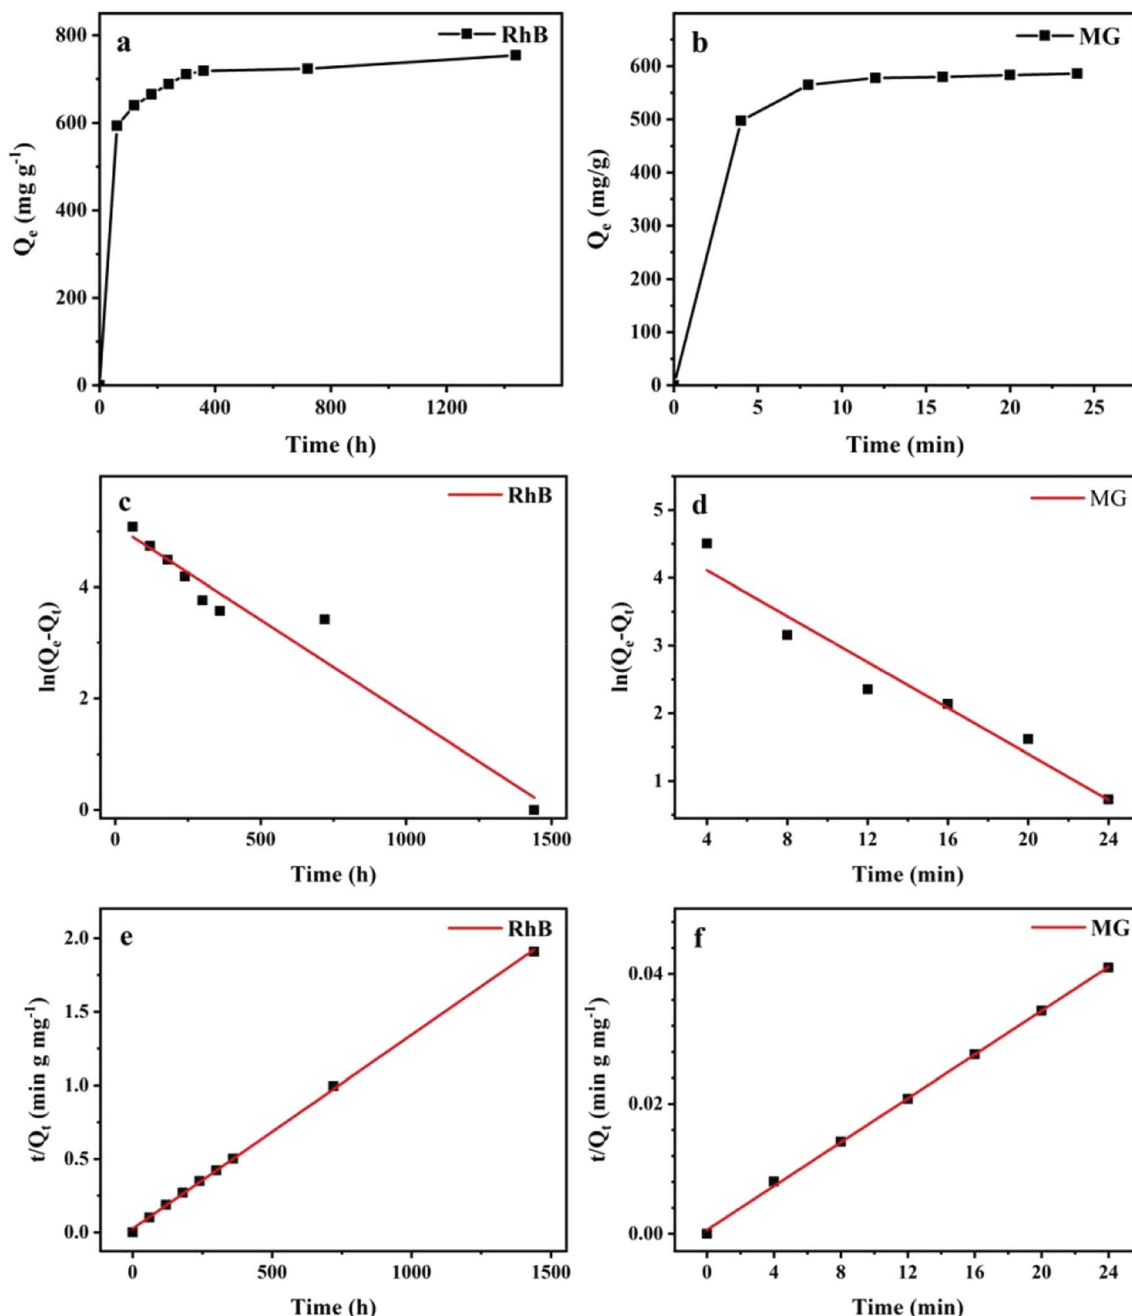 a
RhB
Qe (mg g-1)
800
600
400
200
0
0 400 800 1200
Time (h)
b
MG
Qe (mg/g)
600
500
400
300
200
100
0
0 5 10 15 20 25
Time (min)
c
RhB
ln(Qe-Qt)
4
2
0
0 500 1000 1500
Time (h)
d
MG
ln(Qe-Qt)
5
4
3
2
1
4 8 12 16 20 24
Time (min)
e
RhB
t/Qt (min g mg-1)
2.0
1.5
1.0
0.5
0.0
0 500 1000 1500
Time (h)
f
MG
t/Qt (min g mg-1)
0.04
0.02
0.00
0 4 8 12 16 20 24
Time (min)